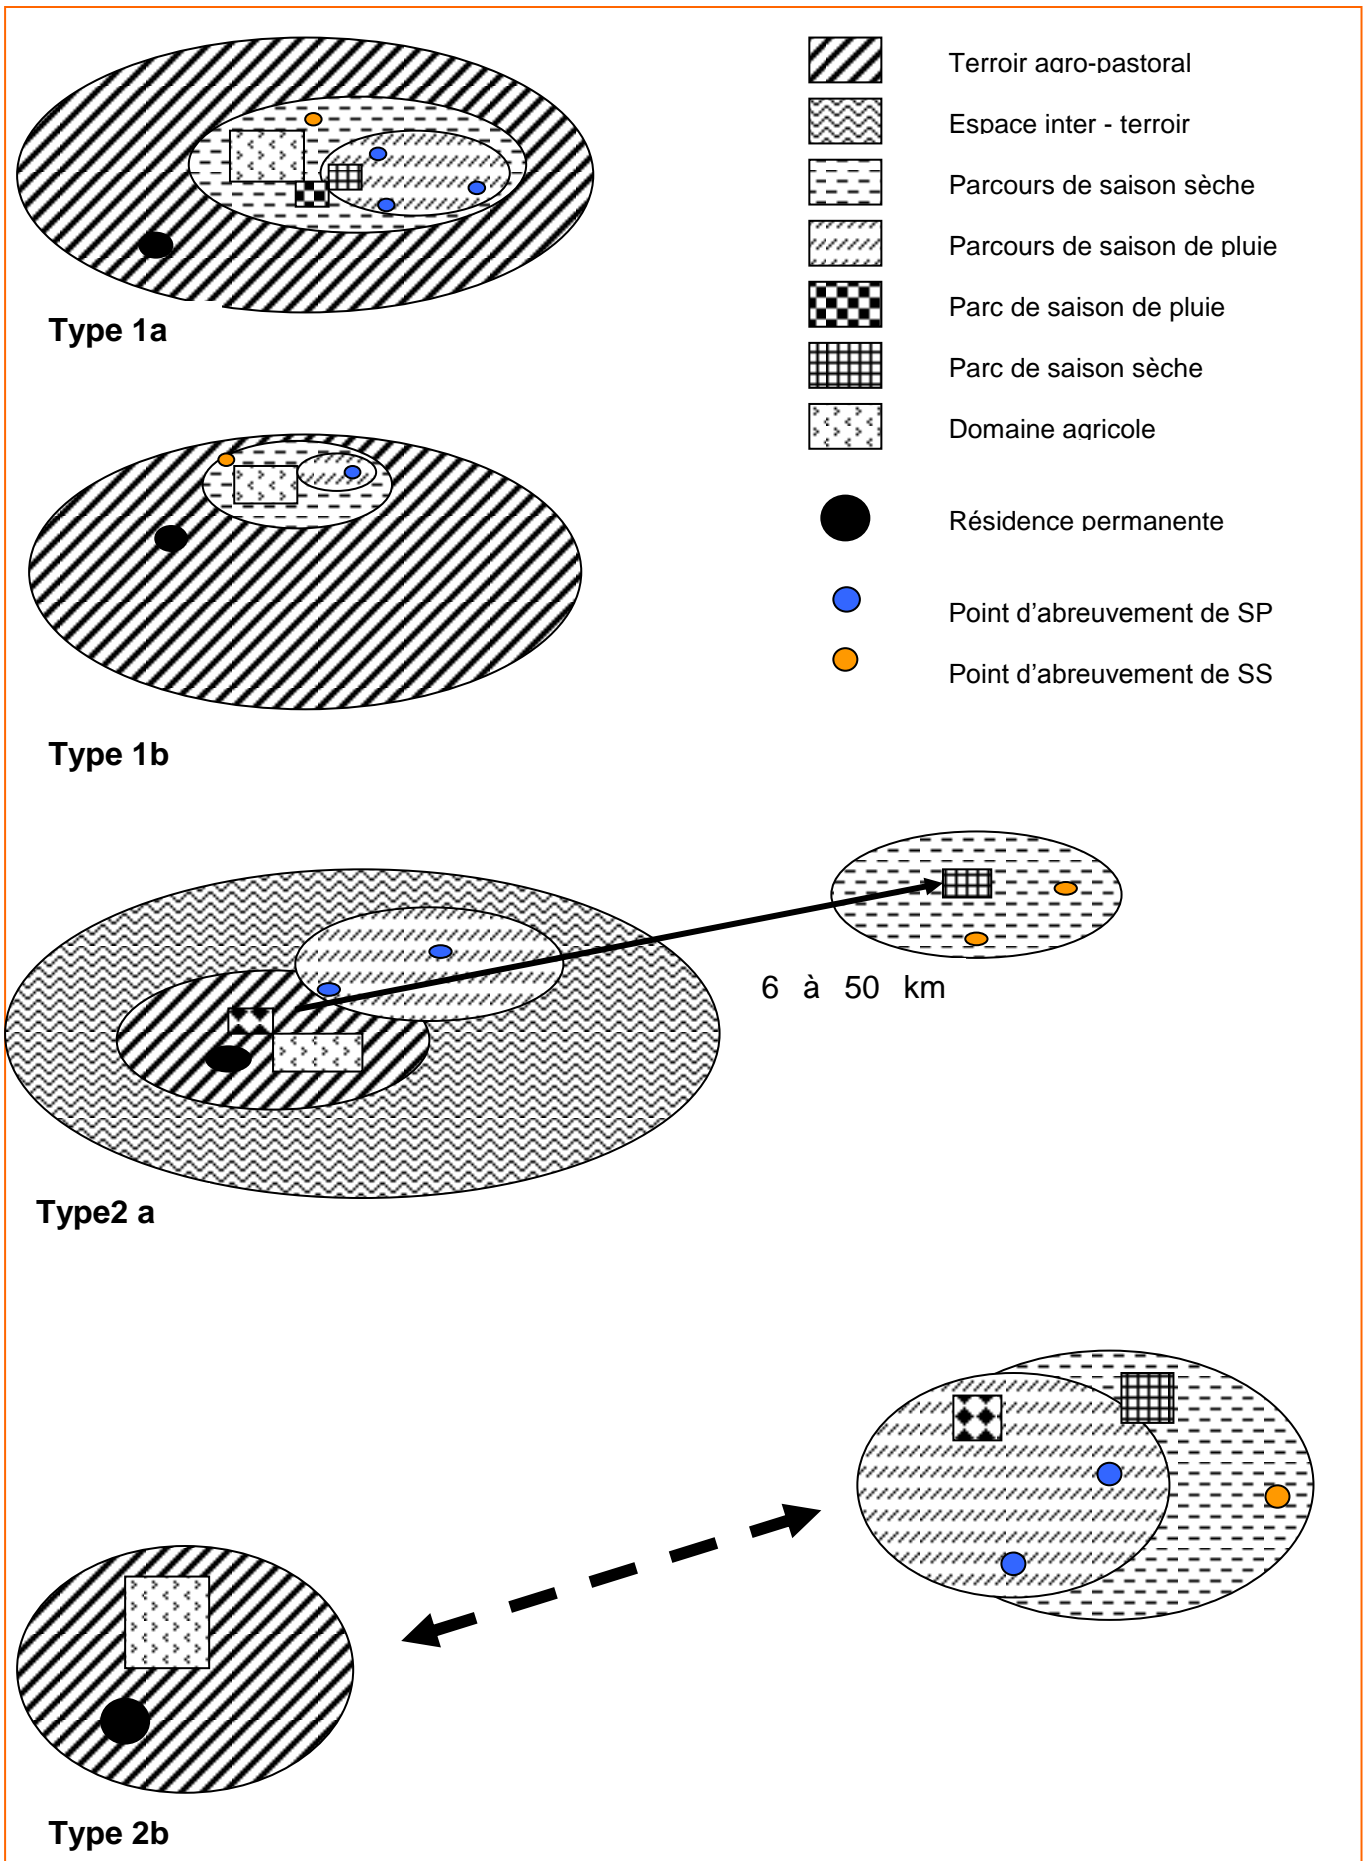 Terroir agro-pastoral
Espace inter - terroir
Parcours de saison sèche
Parcours de saison de pluie
Parc de saison de pluie
Parc de saison sèche
Domaine agricole
Résidence permanente
Point d'abreuvement de SP
Point d'abreuvement de SS
Type 1a
Type 1b
6 à 50 km
Type2 a
Type 2b